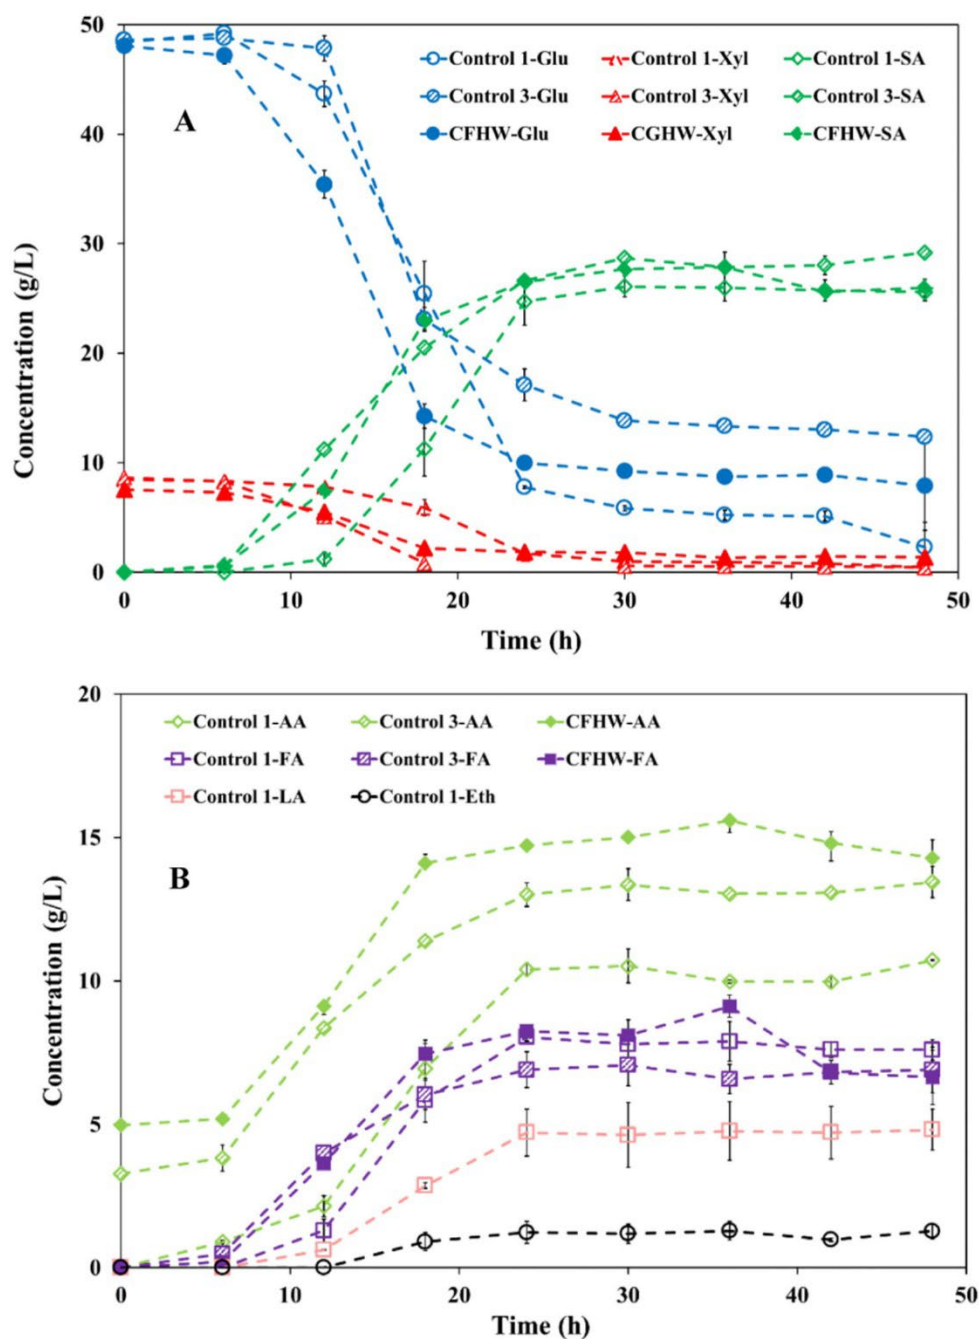 50
Control 1-Glu Control 1-Xyl Control 1-SA
Control 3-Glu Control 3-Xyl Control 3-SA
A
CFHW-Glu CGHW-Xyl CFHW-SA
40
30
20
10
0
Concentration (g/L)
0 10 20 30 40 50
Time (h)
20
Control 1-AA Control 3-AA CFHW-AA
Control 1-FA Control 3-FA CFHW-FA
Control 1-LA Control 1-Eth
15
B
10
5
0
Concentration (g/L)
0 10 20 30 40 50
Time (h)